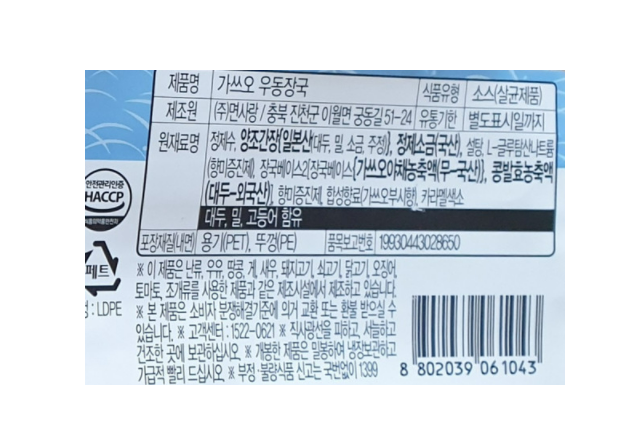 제품명 가쓰오 우동장국 식품유형 소스(살균제품)
제조원 (주)면사랑 / 충북 진천군 이월면 궁동길 51-24 유통기한 별도표시일까지
원재료명 정제수, 양조간장{일본산(대두, 밀, 소금, 주정)}, 정제소금(국산), 설탕, L-글루탐산나트륨
(향미증진제), 장국베이스2{장국베이스{가쓰오야채농축액(무-국산)}, 콩발효농축액
(대두-외국산)}, 향미증진제, 합성향료(가쓰오부시향), 카라멜색소
대두, 밀, 고등어 함유
포장재질(내면) 용기(PET), 뚜껑(PE) 품목보고번호 19930443028650
안전관리인증
HACCP
식품의약품안전처
페트
: LDPE
※ 이 제품은 난류, 우유, 땅콩, 게, 새우, 돼지고기, 쇠고기, 닭고기, 오징어,
토마토, 조개류를 사용한 제품과 같은 제조시설에서 제조하고 있습니다.
※ 본 제품은 소비자 분쟁해결기준에 의거 교환 또는 환불 받으실 수
있습니다. ※ 고객센터 : 1522-0621 ※ 직사광선을 피하고, 서늘하고
건조한 곳에 보관하십시오 ※ 개봉한 제품은 밀봉하여 냉장보관하고
가급적 빨리 드십시오 ※ 부정·불량식품 신고는 국번없이 1399
8 802039 061043